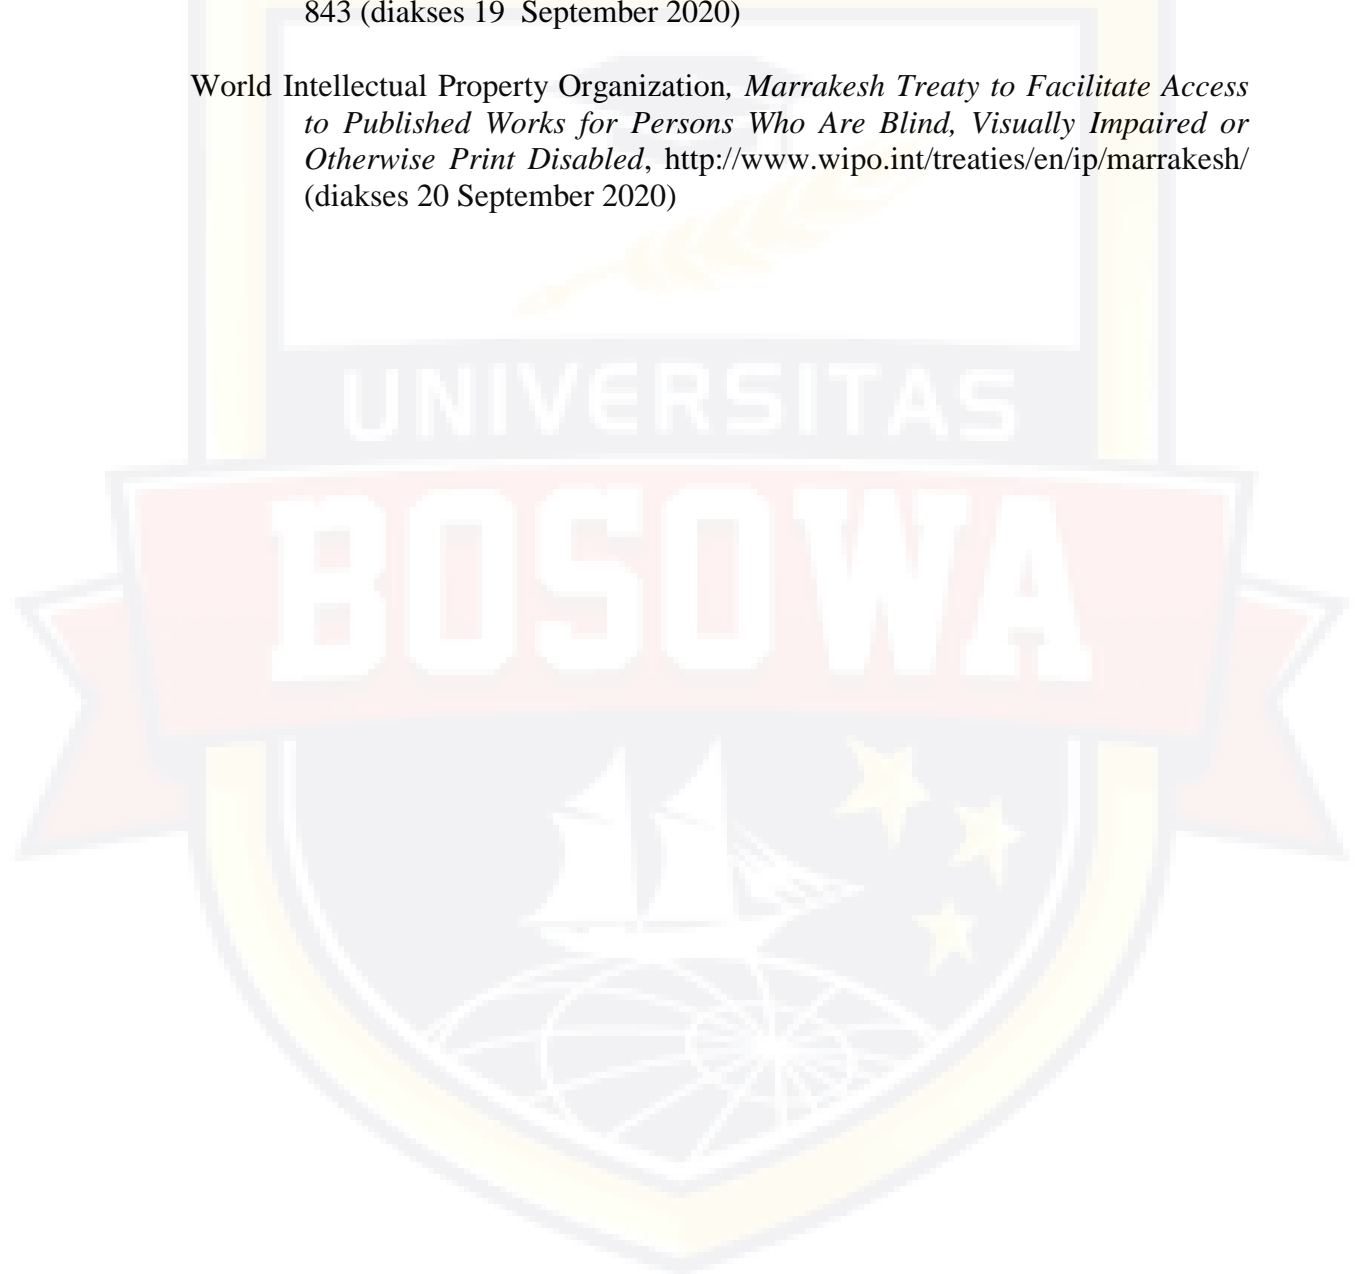 843 (diakses 19  September 2020)
World Intellectual Property Organization, Marrakesh Treaty to Facilitate Access
to Published Works for Persons Who Are Blind, Visually Impaired or
Otherwise Print Disabled, http://www.wipo.int/treaties/en/ip/marrakesh/
(diakses 20 September 2020)
UNIVERSITAS
BOSOWA